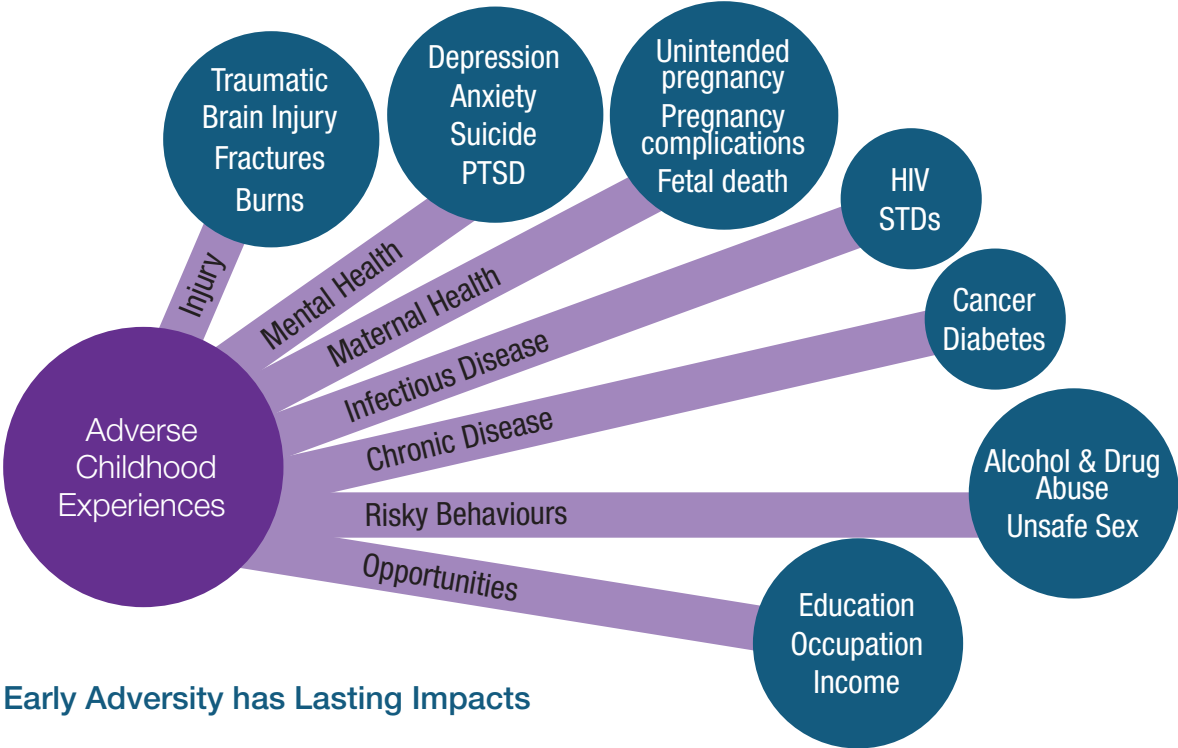 Traumatic
Brain Injury
Fractures
Burns
Depression
Anxiety
Suicide
PTSD
Unintended
pregnancy
Pregnancy
complications
Fetal death
HIV
STDs
Cancer
Diabetes
Alcohol & Drug
Abuse
Unsafe Sex
Education
Occupation
Income
Injury
Mental Health
Maternal Health
Infectious Disease
Chronic Disease
Risky Behaviours
Opportunities
Adverse
Childhood
Experiences
Early Adversity has Lasting Impacts